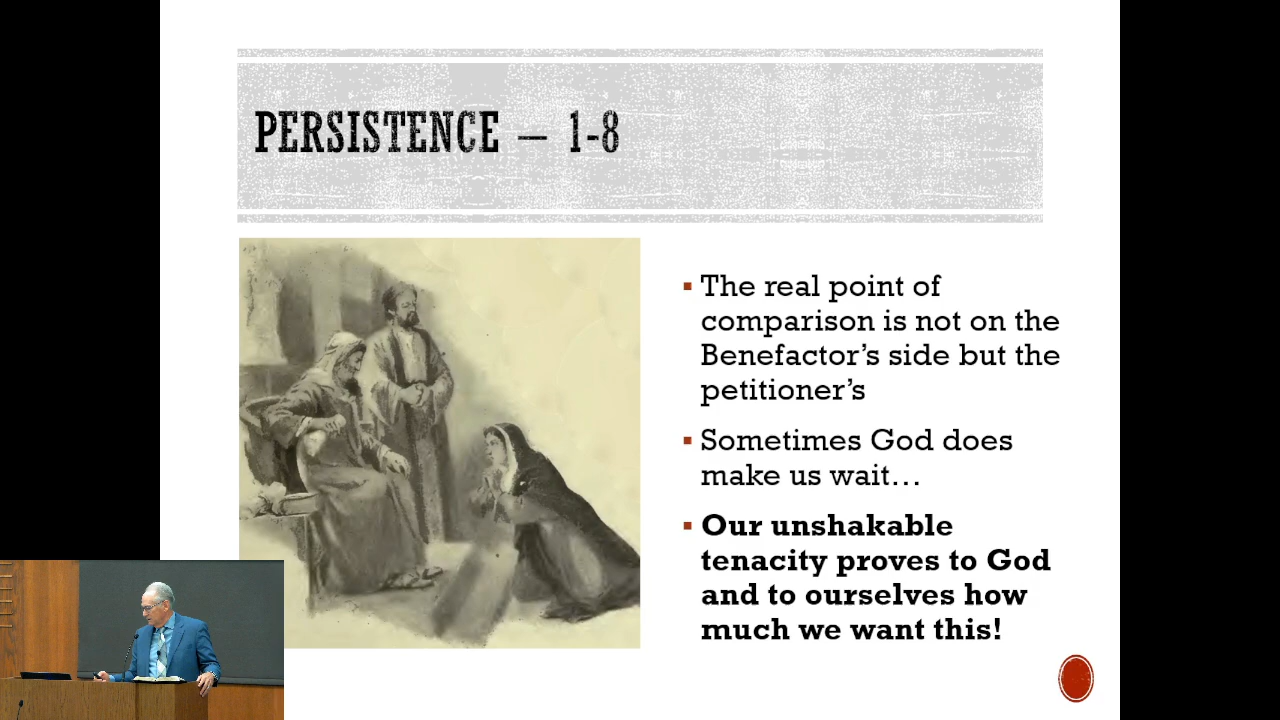 PERSISTENCE – 1-8
▪ The real point of
comparison is not on the
Benefactor’s side but the
petitioner’s
▪ Sometimes God does
make us wait…
▪ Our unshakable
tenacity proves to God
and to ourselves how
much we want this!